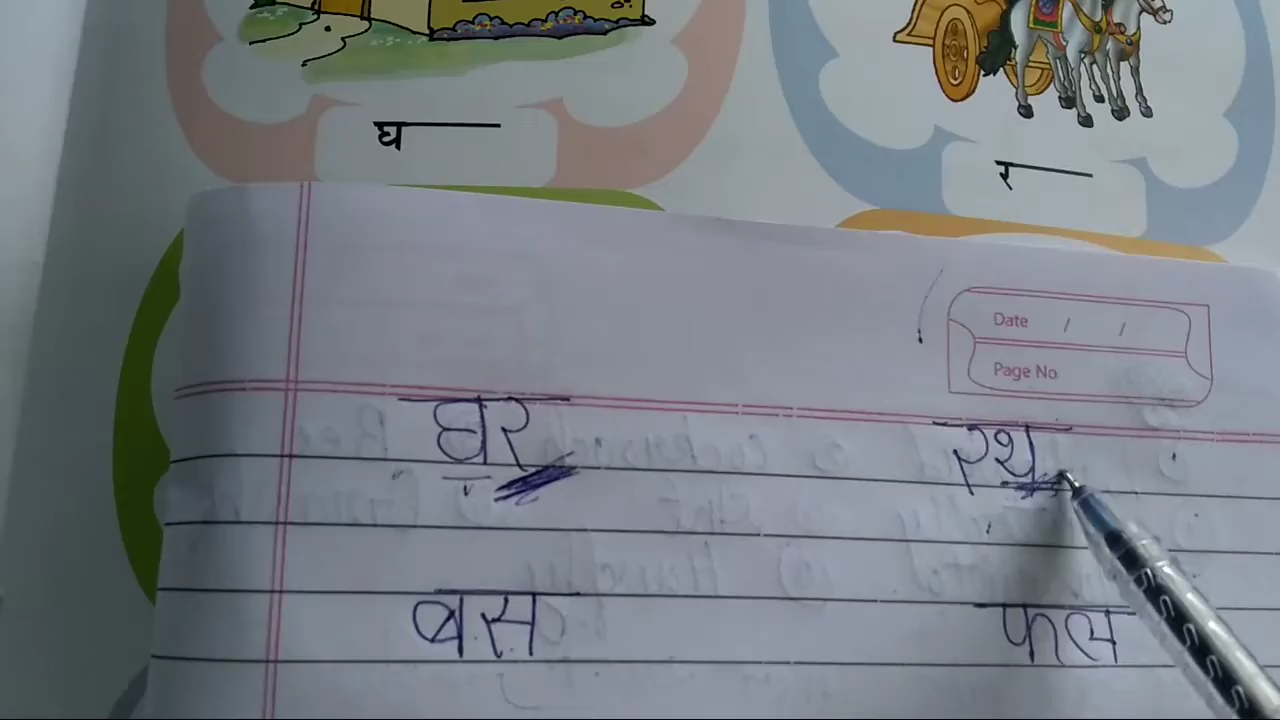 घ र
Date / /
Page No
घर रथ
बस फल